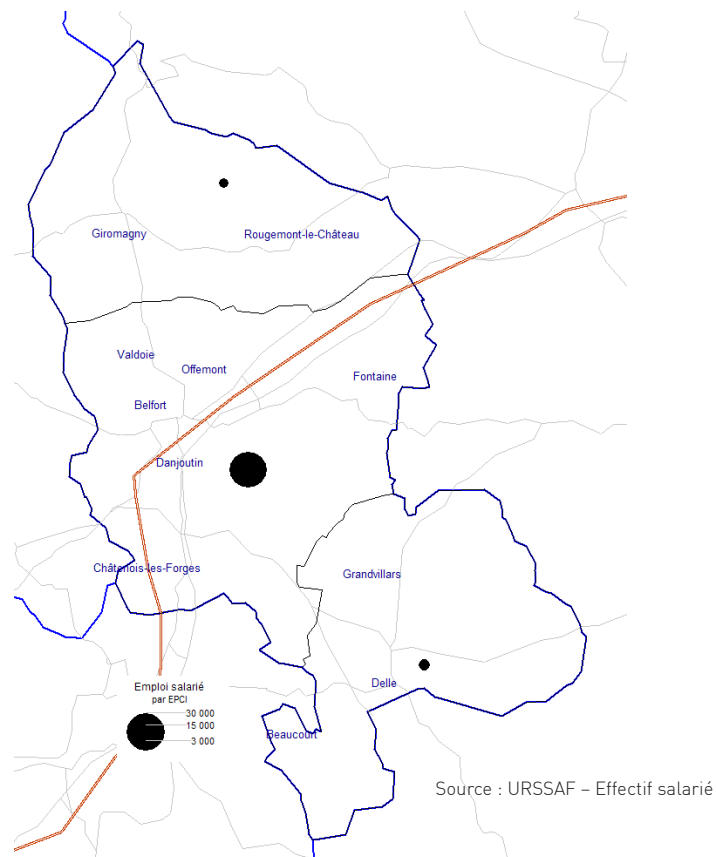 Giromagny
Rougemont-le-Château
Valdoie
Offemont
Fontaine
Belfort
Danjoutin
Châtenois-les-Forges
Grandvillars
Delle
Emploi salarié
par EPCI
30 000
15 000
3 000
Beaucourt
Source : URSSAF – Effectif salarié